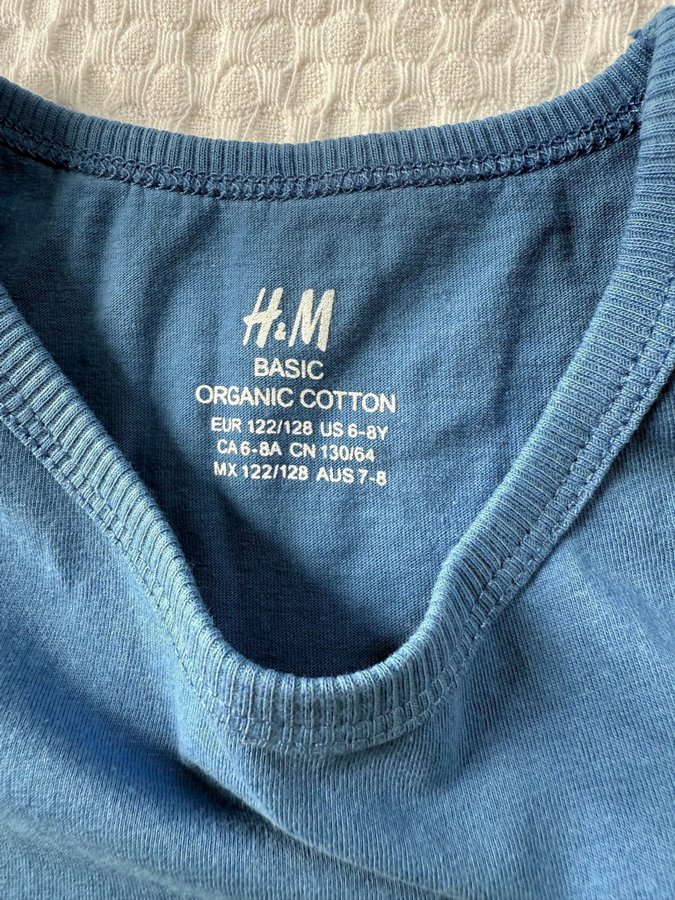 H&M
BASIC
ORGANIC COTTON
EUR 122/128 US 6-8Y
CA 6-8A CN 130/64
MX 122/128 AUS 7-8